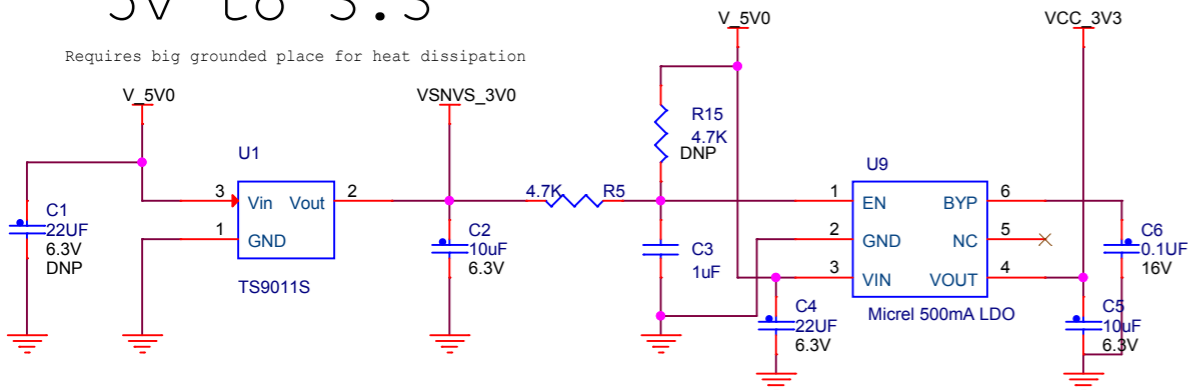 5V to 3.3
Requires big grounded place for heat dissipation
V_5V0
VSNVS_3V0
V_5V0
VCC_3V3
U1
3 Vin Vout 2
1 GND
TS9011S
C1
22UF
6.3V
DNP
C2
10uF
6.3V
4.7K R5
R15
4.7K
DNP
C3
1uF
U9
1 EN BYP 6
2 GND NC 5
3 VIN VOUT 4
Micrel 500mA LDO
C4
22UF
6.3V
C6
0.1UF
16V
C5
10uF
6.3V